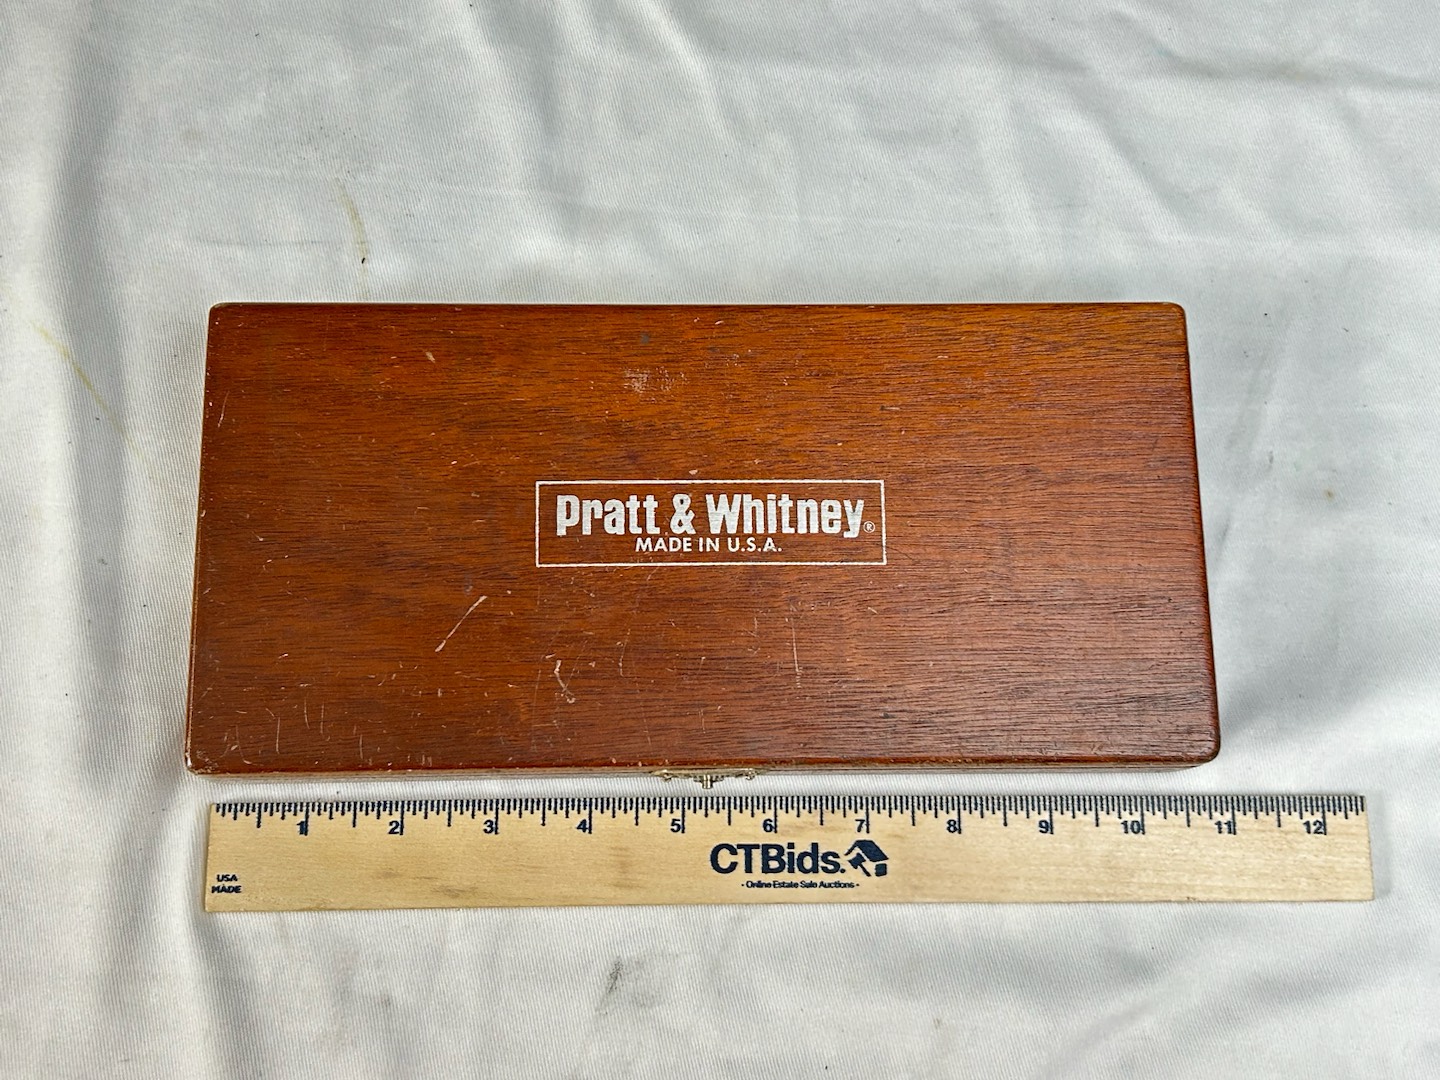 Pratt & Whitney®
MADE IN U.S.A.
1 2 3 4 5 6 7 8 9 10 11 12
CTBids.
• Online Estate Sale Auctions •
USA
MADE